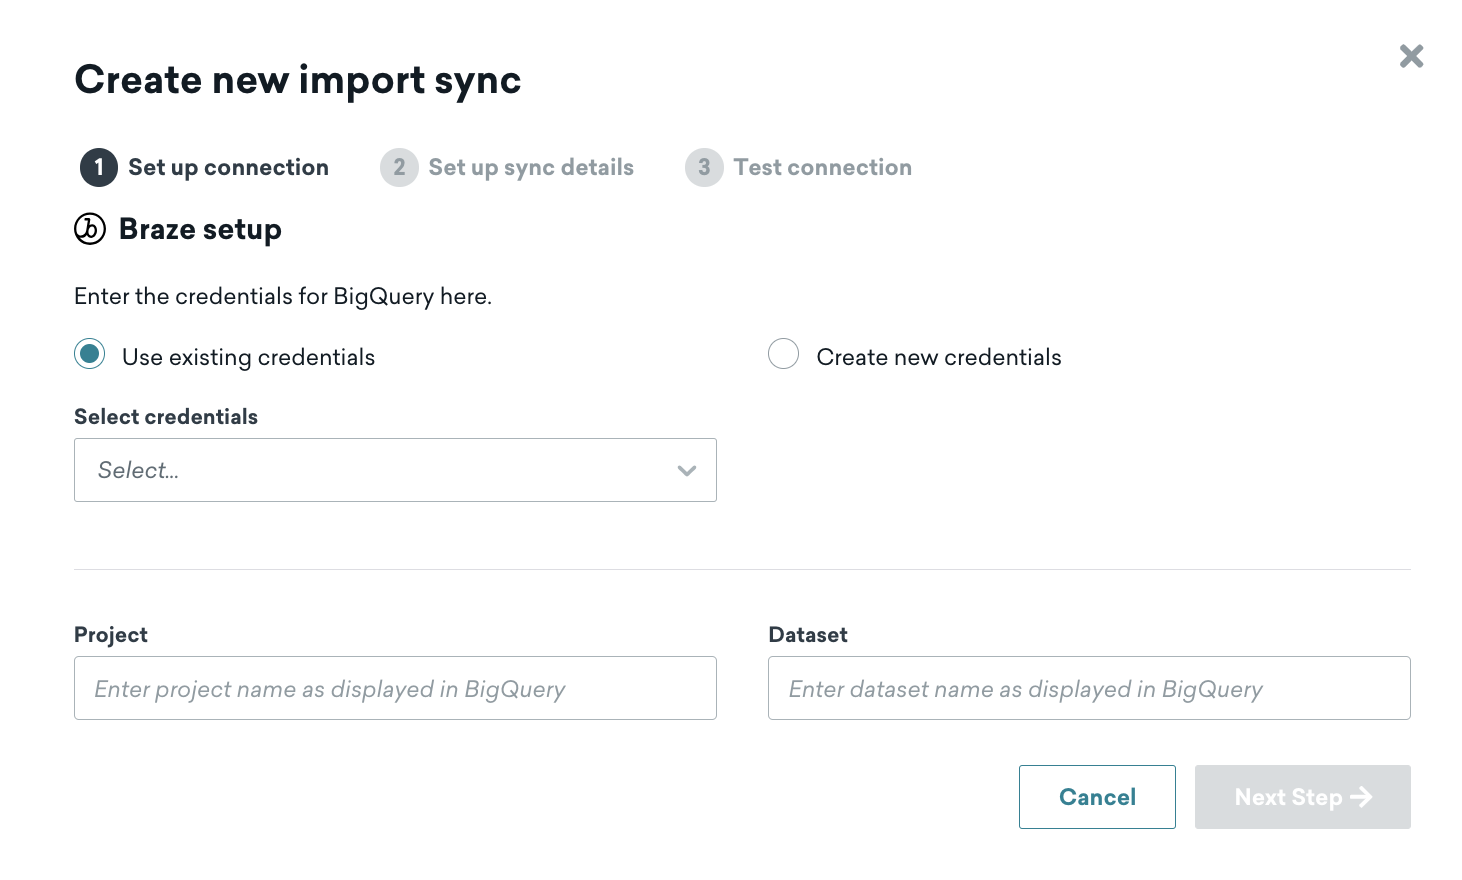 Create new import sync
1 Set up connection 2 Set up sync details 3 Test connection
Braze setup
Enter the credentials for BigQuery here.
Use existing credentials Create new credentials
Select credentials
Select...
Project Dataset
Enter project name as displayed in BigQuery Enter dataset name as displayed in BigQuery
Cancel Next Step →